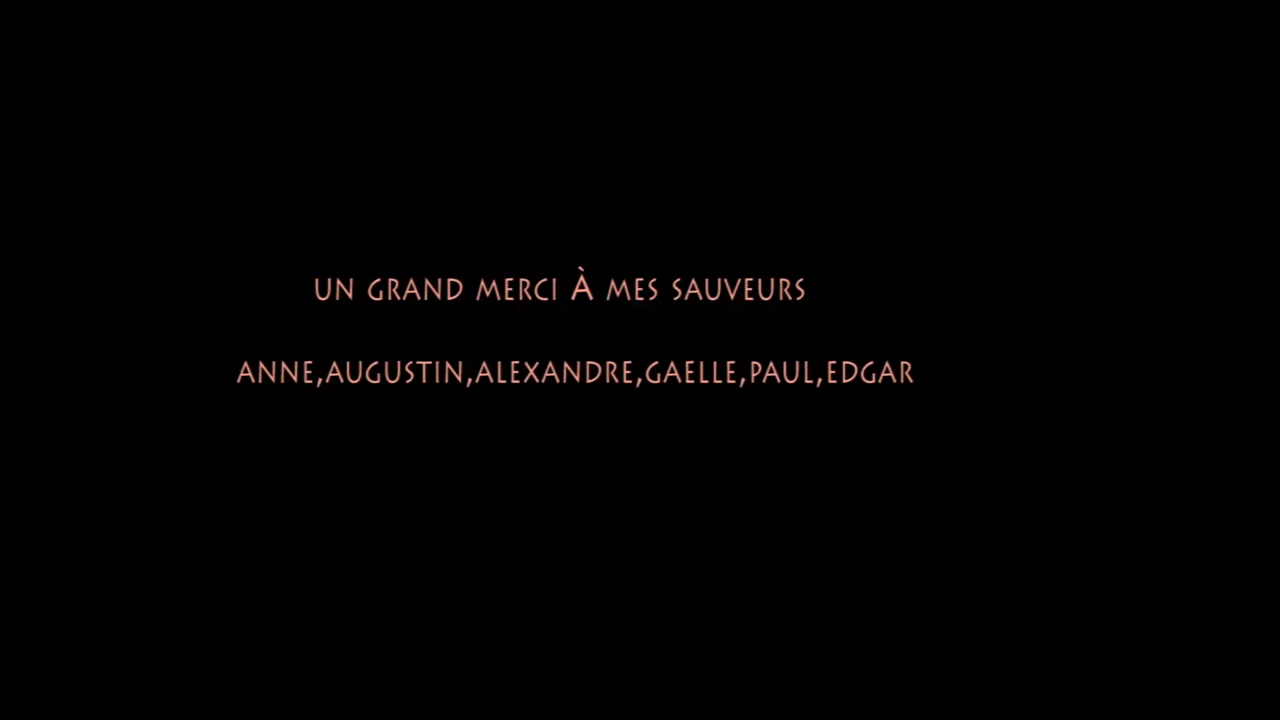 UN GRAND MERCI À MES SAUVEURS
ANNE,AUGUSTIN,ALEXANDRE,GAELLE,PAUL,EDGAR